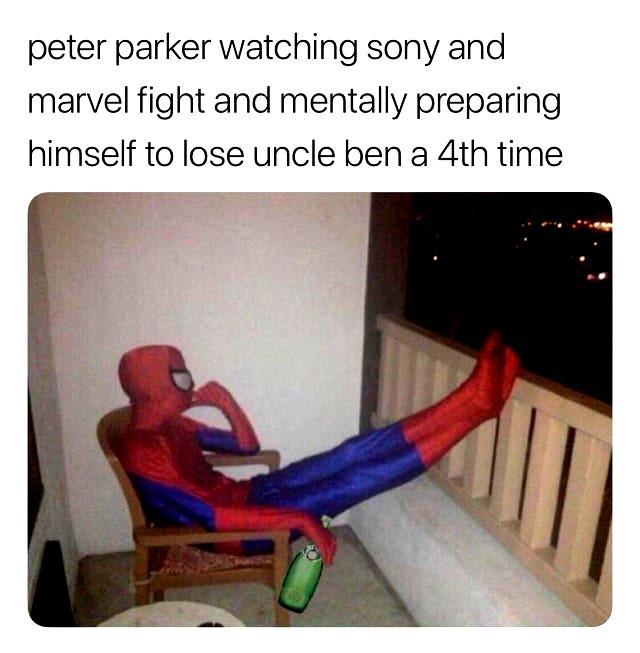 peter parker watching sony and
marvel fight and mentally preparing
himself to lose uncle ben a 4th time